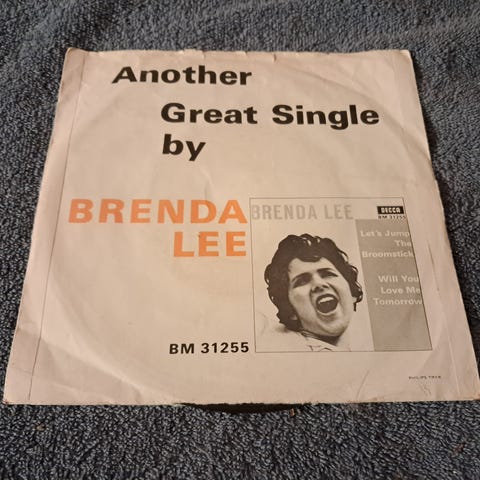 Another
Great Single
by
BRENDA
LEE
BRENDA LEE
DECCA
BM 31255
Let's Jump
The
Broomstick
Will You
Love Me
Tomorrow
BM 31255